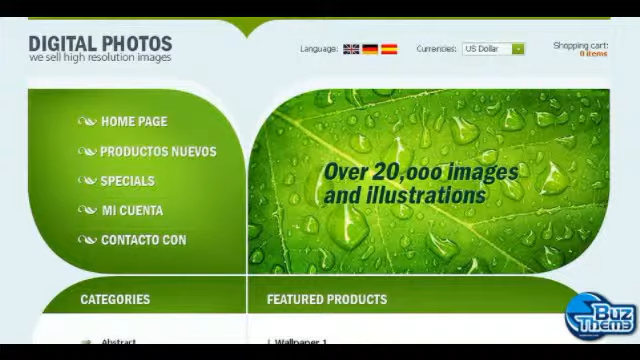 DIGITAL PHOTOS
we sell high resolution images
Language:
Currencies: US Dollar
Shopping cart:
0 items
HOME PAGE
PRODUCTOS NUEVOS
SPECIALS
MI CUENTA
CONTACTO CON
Over 20,000 images
and illustrations
CATEGORIES
FEATURED PRODUCTS
Abstract
Wallpaper 1
Buz
Theme